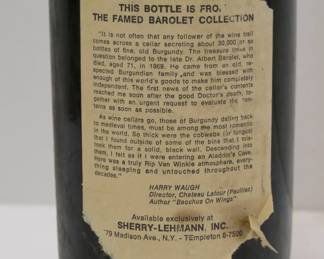 THIS BOTTLE IS FRO
THE FAMED BAROLET COLLECTION
"It is not often that any follower of the wine trail
comes across a cellar secreting about 30,000 or so
bottles of fine, old Burgundy. The treasure trove in
question belonged to the late Dr. Albert Barolet, who
died, aged 71, in 1969. He came from an old, re-
spected Burgundian family and was blessed with
enough of this world's goods to make him completely
independent. The first news of the cellar's contents
reached me soon after the good Doctor's death, to-
gether with an urgent request to evaluate the
tains as soon as possible.
As wine cellars go, those of Burgundy dating back
to medieval times, must be among the most romantic
in the world. So thick were the cobwebs (or fungus)
that I found outside of some of the bins that I mis-
took them for a solid, black wall. Descending into
them, I felt as if I were entering an Aladdin's Cave.
Here was a truly Rip Van Winkle atmosphere, every-
thing sleeping and untouched throughout the
decades."
HARRY WAUGH
Director, Chateau Latour (Pauillac)
Author "Bacchus On Wings"
Available exclusively at
SHERRY-LEHMANN, INC.
79 Madison Ave., N.Y. - TEmpleton 8-7500